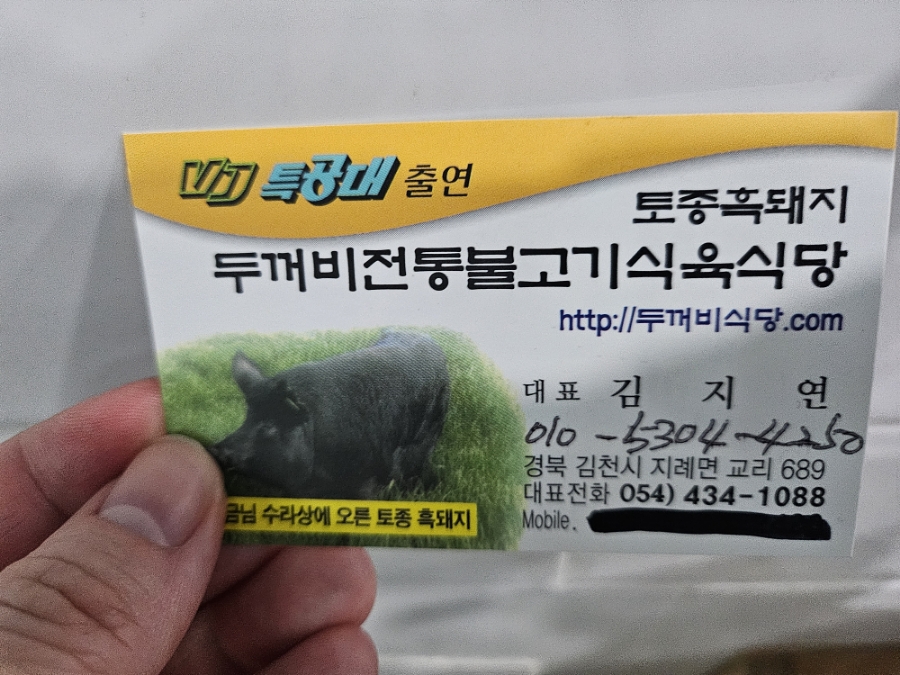 VJ 특공대 출연
토종흑돼지
두꺼비전통불고기식육식당
http://두꺼비식당.com
대표 김 지 연
010-5304-4250
경북 김천시 지례면 교리 689
대표전화 054) 434-1088
Mobile.
수라상에 오른 토종 흑돼지